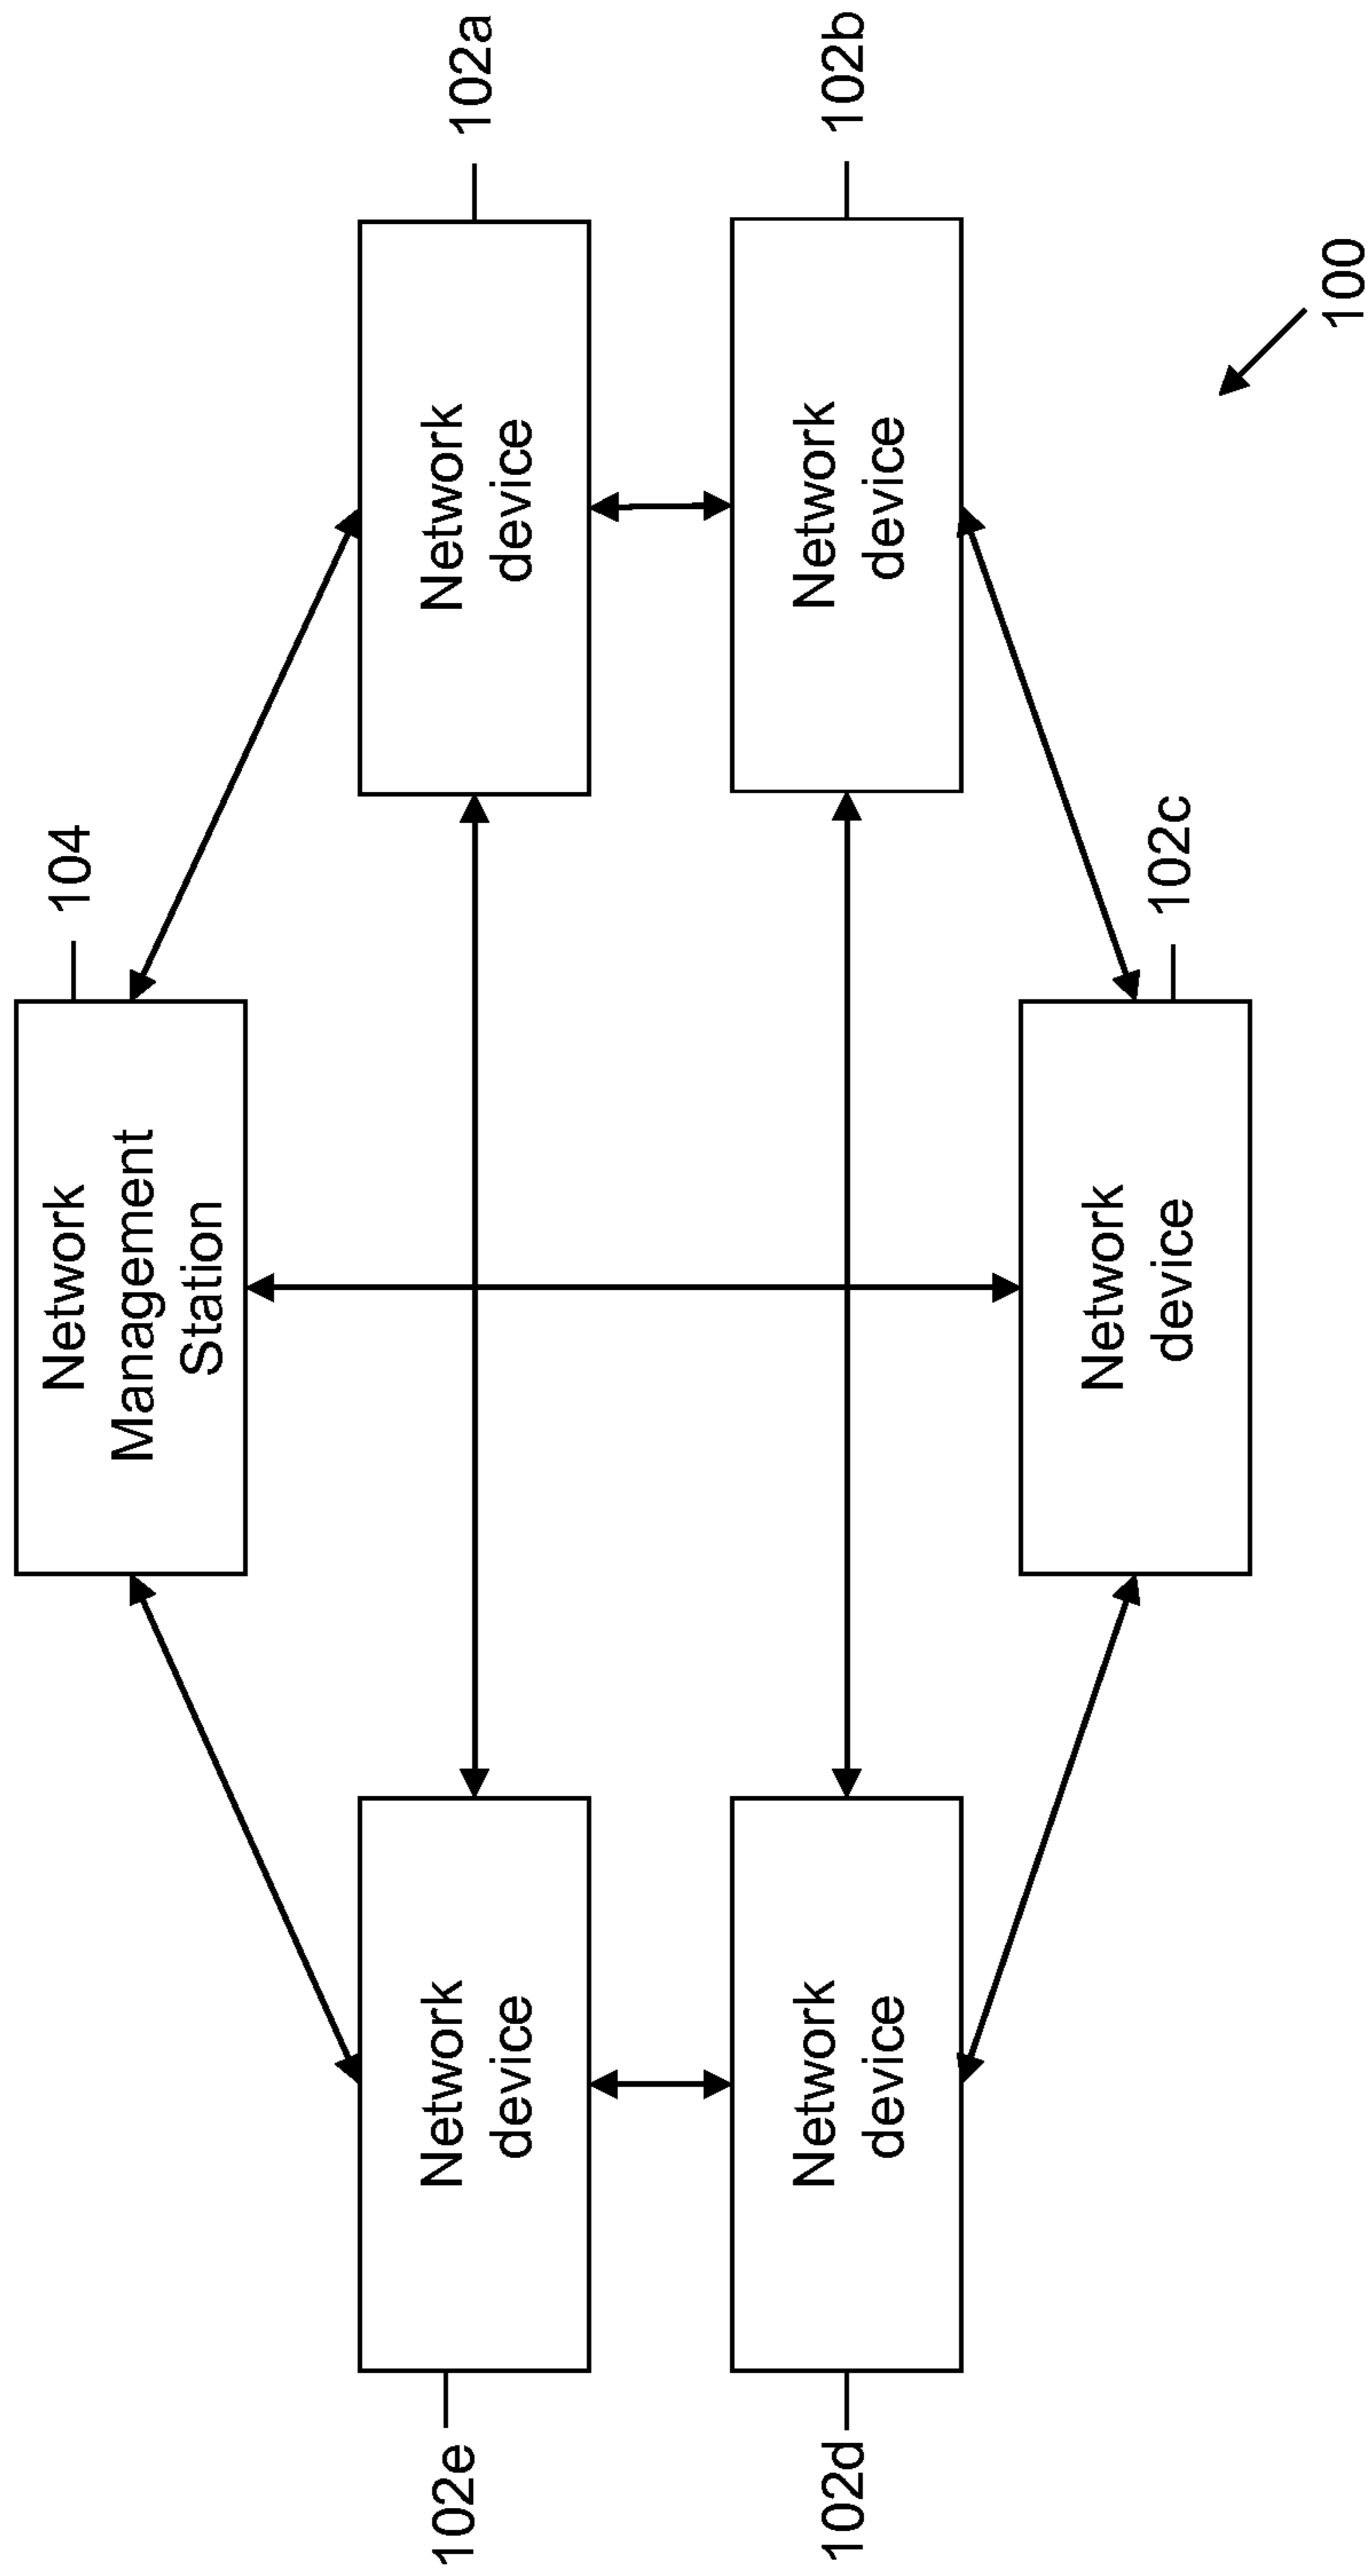 Network
Management
Station
104
Network
device
102e
Network
device
102a
Network
device
102d
Network
device
102b
Network
device
102c
100